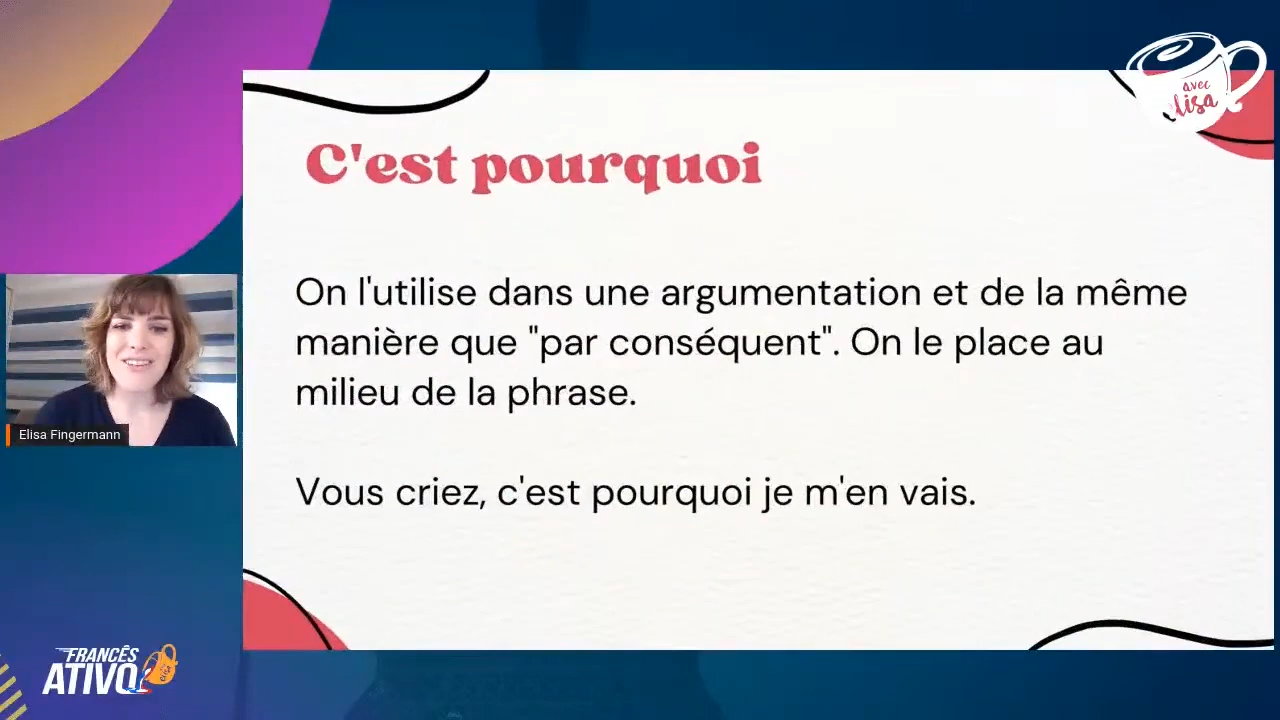 avec
elisa
C'est pourquoi
On l'utilise dans une argumentation et de la même
manière que "par conséquent". On le place au
milieu de la phrase.
Vous criez, c'est pourquoi je m'en vais.
Elisa Fingermann
FRANCÊS
ATIVO